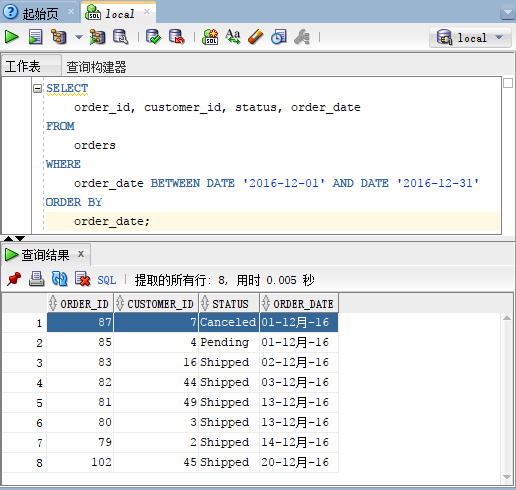 起始页 local
local
工作表 查询构建器
SELECT
order_id, customer_id, status, order_date
FROM
orders
WHERE
order_date BETWEEN DATE '2016-12-01' AND DATE '2016-12-31'
ORDER BY
order_date;
查询结果
SQL | 提取的所有行: 8, 用时 0.005 秒
ORDER_ID CUSTOMER_ID STATUS ORDER_DATE
1 87 7 Canceled 01-12月-16
2 85 4 Pending 01-12月-16
3 83 16 Shipped 02-12月-16
4 82 44 Shipped 03-12月-16
5 81 49 Shipped 13-12月-16
6 80 3 Shipped 13-12月-16
7 79 2 Shipped 14-12月-16
8 102 45 Shipped 20-12月-16